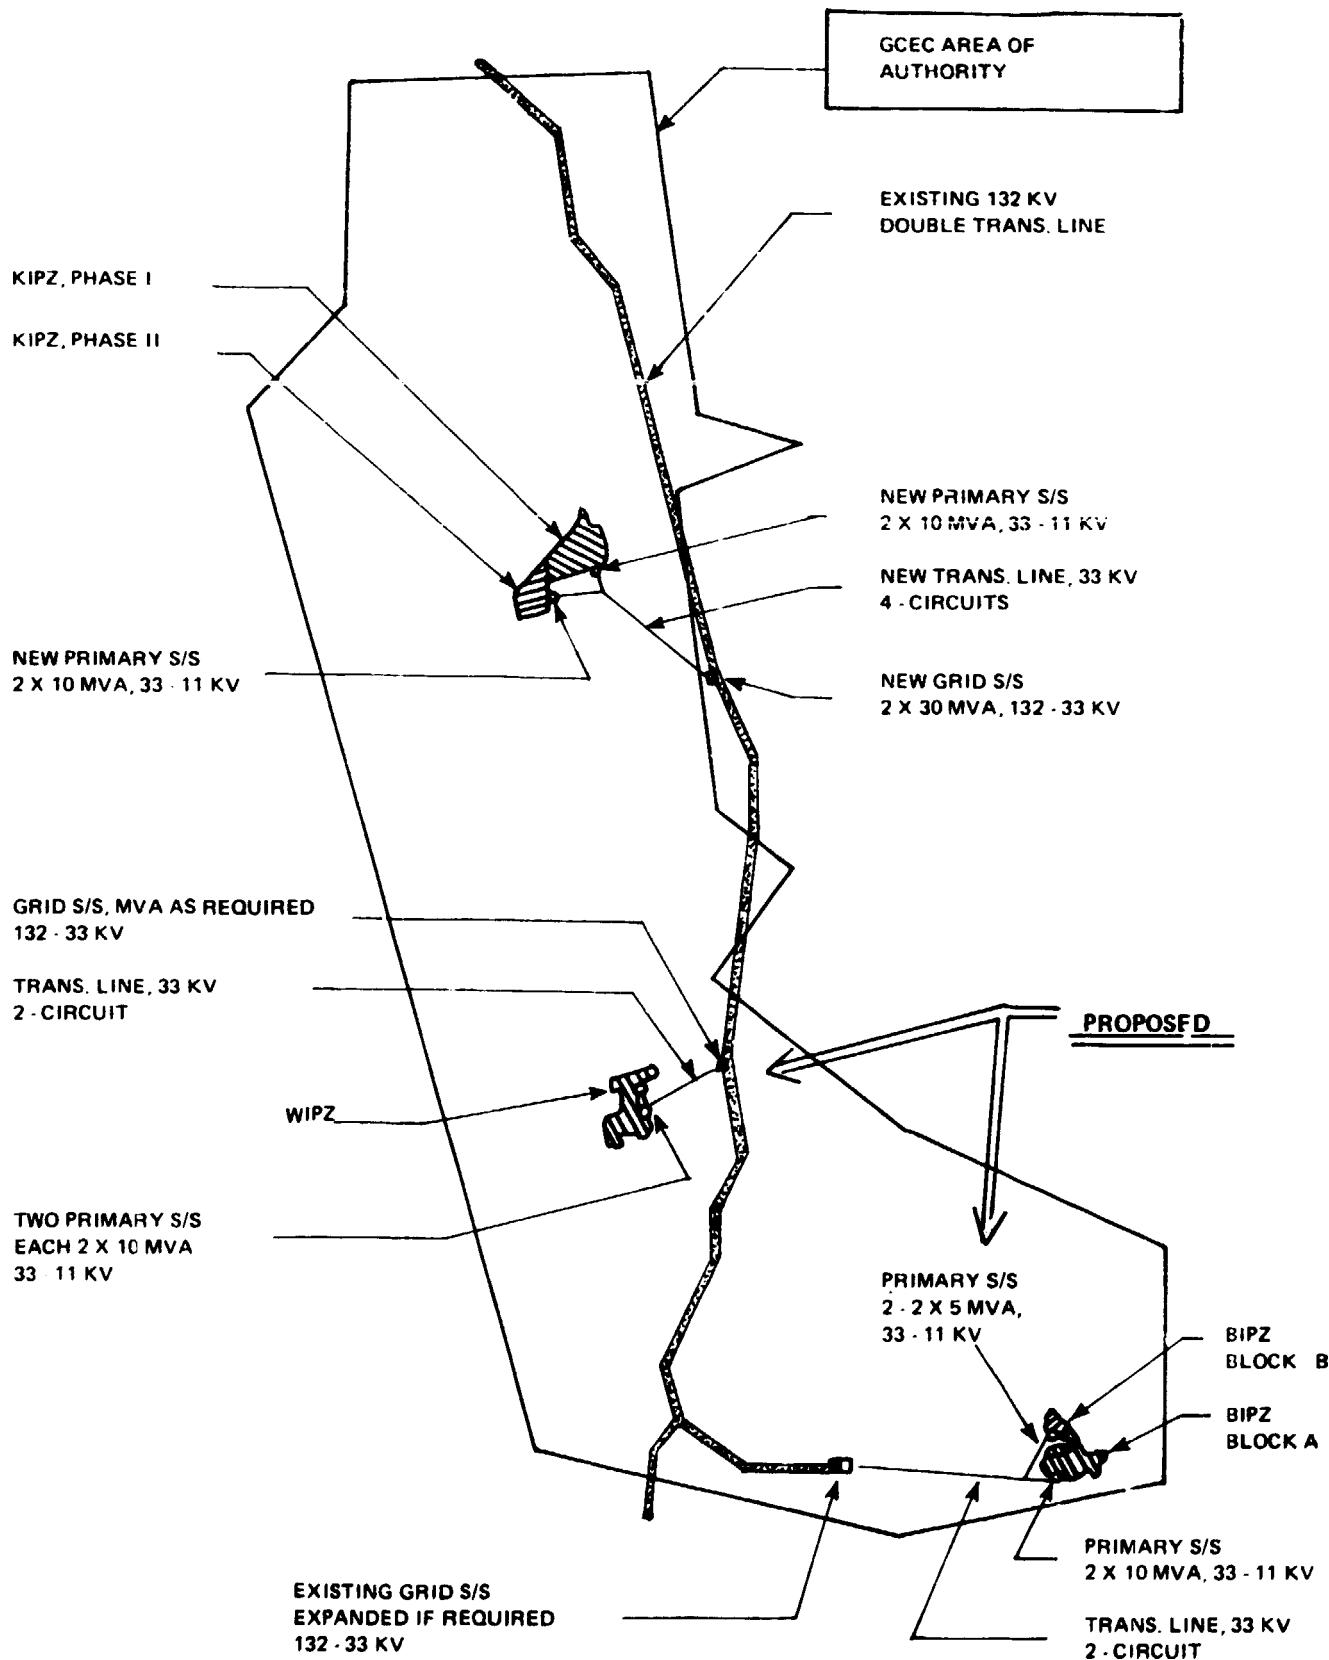 GCEC AREA OF
AUTHORITY
EXISTING 132 KV
DOUBLE TRANS. LINE
KIPZ, PHASE I
KIPZ, PHASE II
NEW PRIMARY S/S
2 X 10 MVA, 33 - 11 KV
NEW TRANS. LINE, 33 KV
4 - CIRCUITS
NEW PRIMARY S/S
2 X 10 MVA, 33 - 11 KV
NEW GRID S/S
2 X 30 MVA, 132 - 33 KV
GRID S/S, MVA AS REQUIRED
132 - 33 KV
TRANS. LINE, 33 KV
2 - CIRCUIT
PROPOSED
WIPZ
TWO PRIMARY S/S
EACH 2 X 10 MVA
33 - 11 KV
PRIMARY S/S
2 - 2 X 5 MVA,
33 - 11 KV
BIPZ
BLOCK B
BIPZ
BLOCK A
PRIMARY S/S
2 X 10 MVA, 33 - 11 KV
EXISTING GRID S/S
EXPANDED IF REQUIRED
132 - 33 KV
TRANS. LINE, 33 KV
2 - CIRCUIT